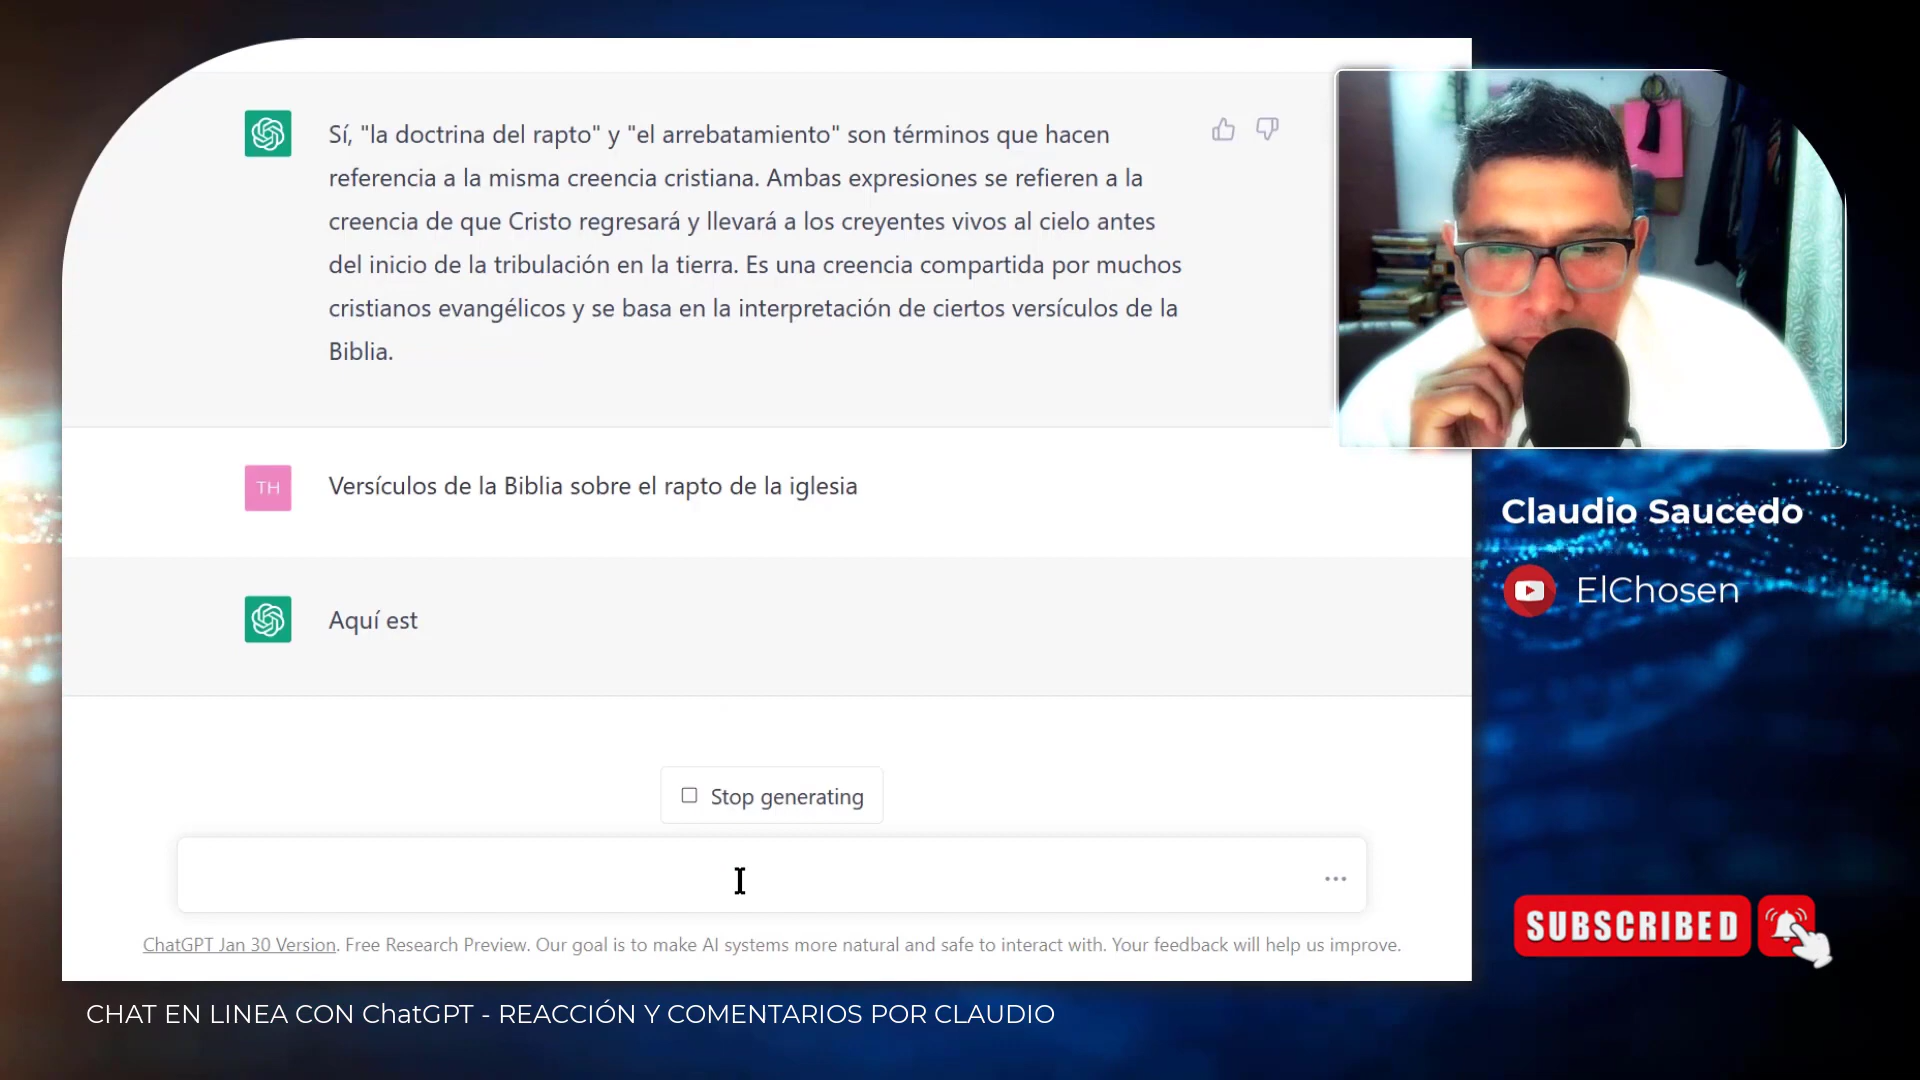 Sí, "la doctrina del rapto" y "el arrebatamiento" son términos que hacen
referencia a la misma creencia cristiana. Ambas expresiones se refieren a la
creencia de que Cristo regresará y llevará a los creyentes vivos al cielo antes
del inicio de la tribulación en la tierra. Es una creencia compartida por muchos
cristianos evangélicos y se basa en la interpretación de ciertos versículos de la
Biblia.
TH
Versículos de la Biblia sobre el rapto de la iglesia
Aquí est
Stop generating
ChatGPT Jan 30 Version. Free Research Preview. Our goal is to make AI systems more natural and safe to interact with. Your feedback will help us improve.
Claudio Saucedo
ElChosen
SUBSCRIBED
CHAT EN LINEA CON ChatGPT - REACCIÓN Y COMENTARIOS POR CLAUDIO